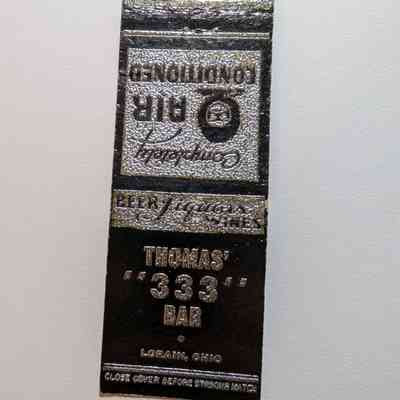 Completely
AIR
CONDITIONED
BEER Liquors WINES
THOMAS'
"333"
BAR
LORAIN, OHIO
CLOSE COVER BEFORE STRIKING MATCH